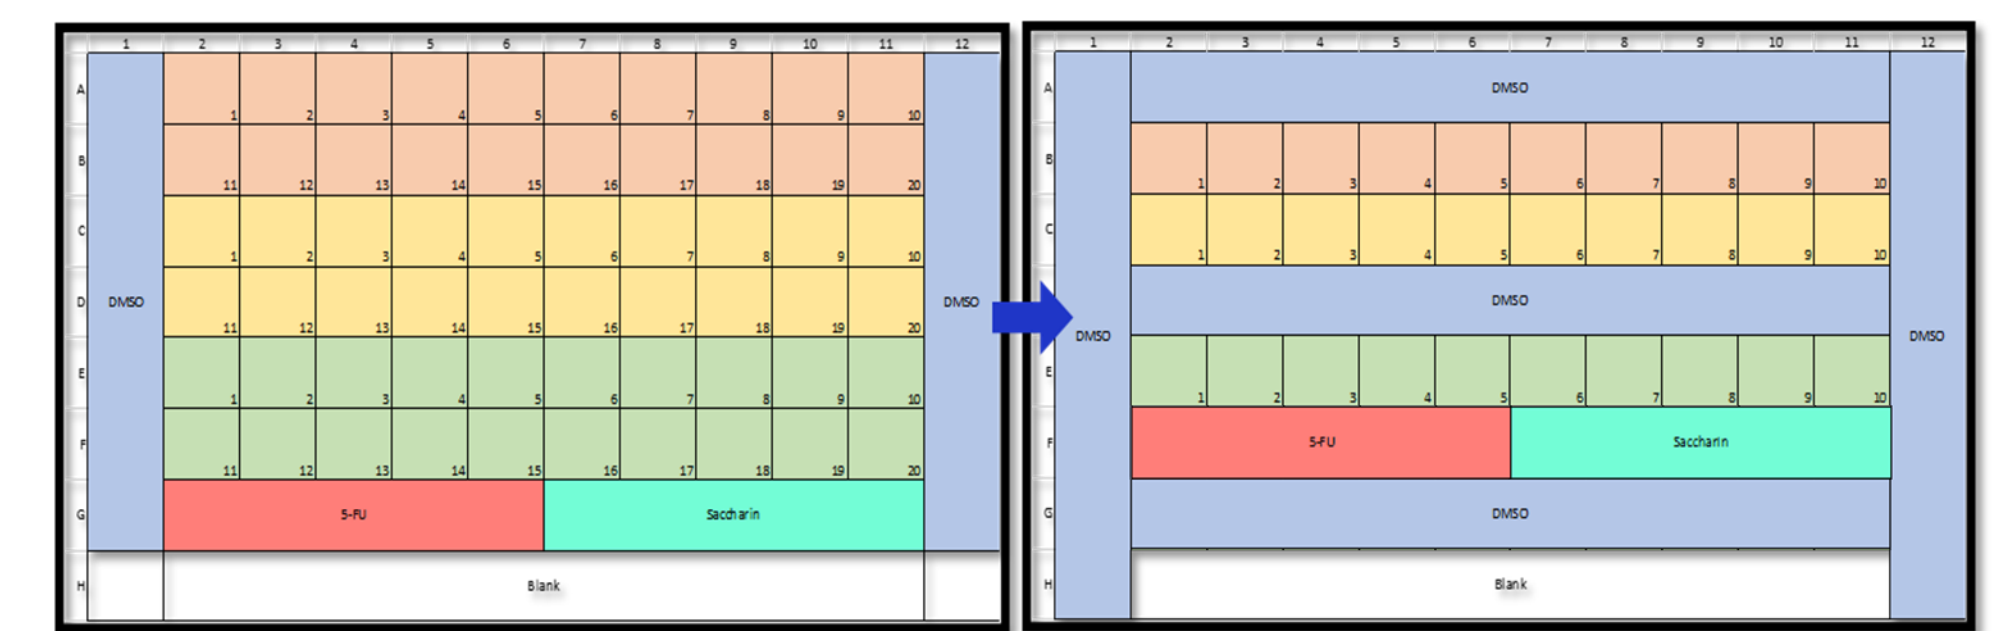 1 2 3 4 5 6 7 8 9 10 11 12
A 1 2 3 4 5 6 7 8 9 10
B 11 12 13 14 15 16 17 18 19 20
C 1 2 3 4 5 6 7 8 9 10
D DMSO 11 12 13 14 15 16 17 18 19 20 DMSO
E 1 2 3 4 5 6 7 8 9 10
F 11 12 13 14 15 16 17 18 19 20
G 5-FU Saccharin
H Blank
1 2 3 4 5 6 7 8 9 10 11 12
A DMSO
B 1 2 3 4 5 6 7 8 9 10
C 1 2 3 4 5 6 7 8 9 10
DMSO
DMSO DMSO
E 1 2 3 4 5 6 7 8 9 10
F 5-FU Saccharin
G DMSO
H Blank